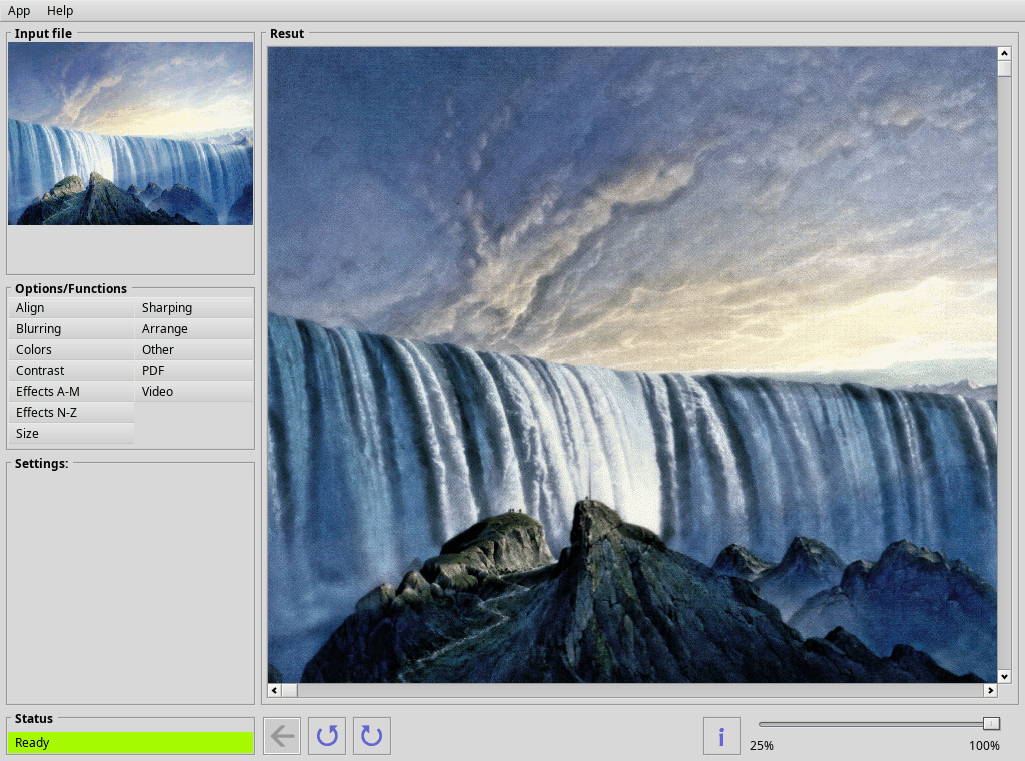 App Help
Input file
Resut
Options/Functions
Align Sharping
Blurring Arrange
Colors Other
Contrast PDF
Effects A-M Video
Effects N-Z
Size
Settings:
Status
Ready
i
25% 100%